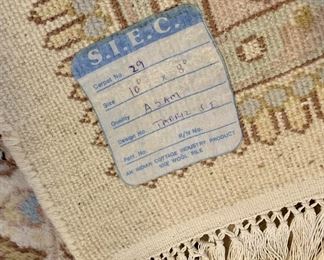 S.I.E.C.
Carpet No. 29
Size 10' x 8'
Quality ASAM
Design No. TABRIZ
Part. No. R/N No.
AN INDIAN COTTAGE INDUSTRY PRODUCT
WOOL PILE